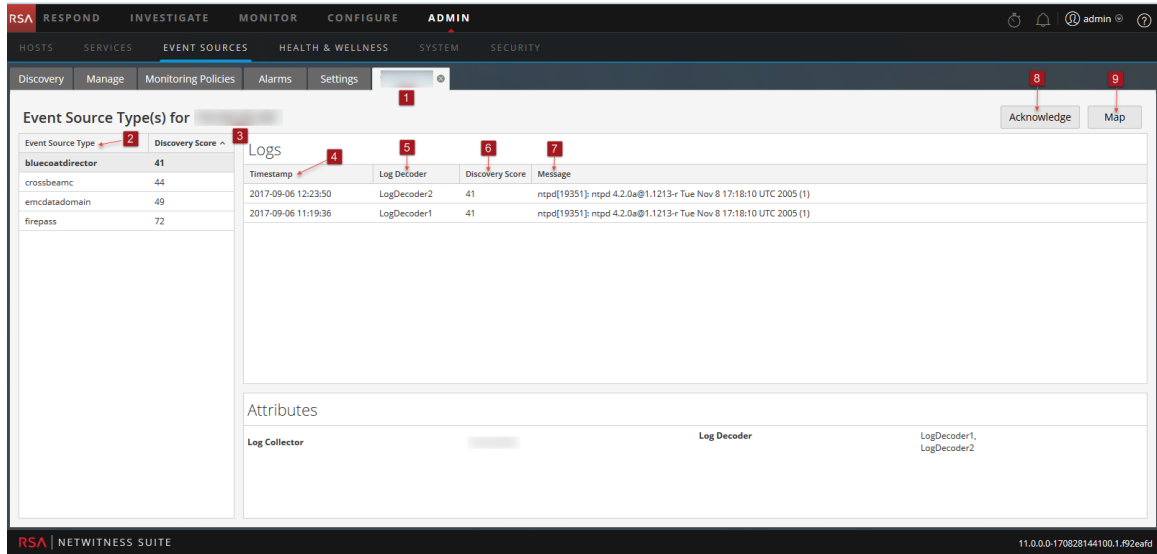 RSA RESPOND INVESTIGATE MONITOR CONFIGURE ADMIN admin
HOSTS SERVICES EVENT SOURCES HEALTH & WELLNESS SYSTEM SECURITY
Discovery Manage Monitoring Policies Alarms Settings
1 8 9
Event Source Type(s) for Acknowledge Map
Event Source Type 2 Discovery Score 3
bluecoatdirector 41
crossbeamc 44
emcdatadomain 49
firepass 72
Logs 4 5 6 7
Timestamp Log Decoder Discovery Score Message
2017-09-06 12:23:50 LogDecoder2 41 ntpd[19351]: ntpd 4.2.0a@1.1213-r Tue Nov 8 17:18:10 UTC 2005 (1)
2017-09-06 11:19:36 LogDecoder1 41 ntpd[19351]: ntpd 4.2.0a@1.1213-r Tue Nov 8 17:18:10 UTC 2005 (1)
Attributes
Log Collector Log Decoder LogDecoder1,
LogDecoder2
RSA NETWITNESS SUITE 11.0.0.0-170828144100.1.f92eafd